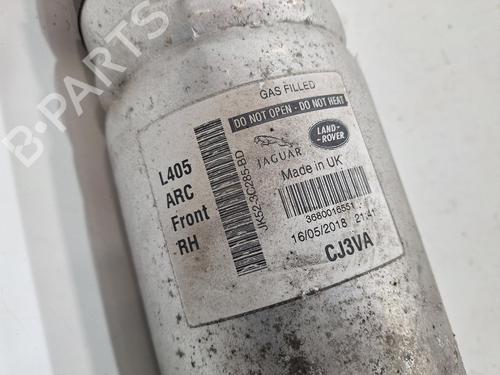 GAS FILLED
DO NOT OPEN - DO NOT HEAT
JAGUAR
LAND-
ROVER
Made in UK
L405
ARC
Front
RH
JK52-3C285-BD
3680016551
16/05/2018 21:41
CJ3VA
B-PARTS